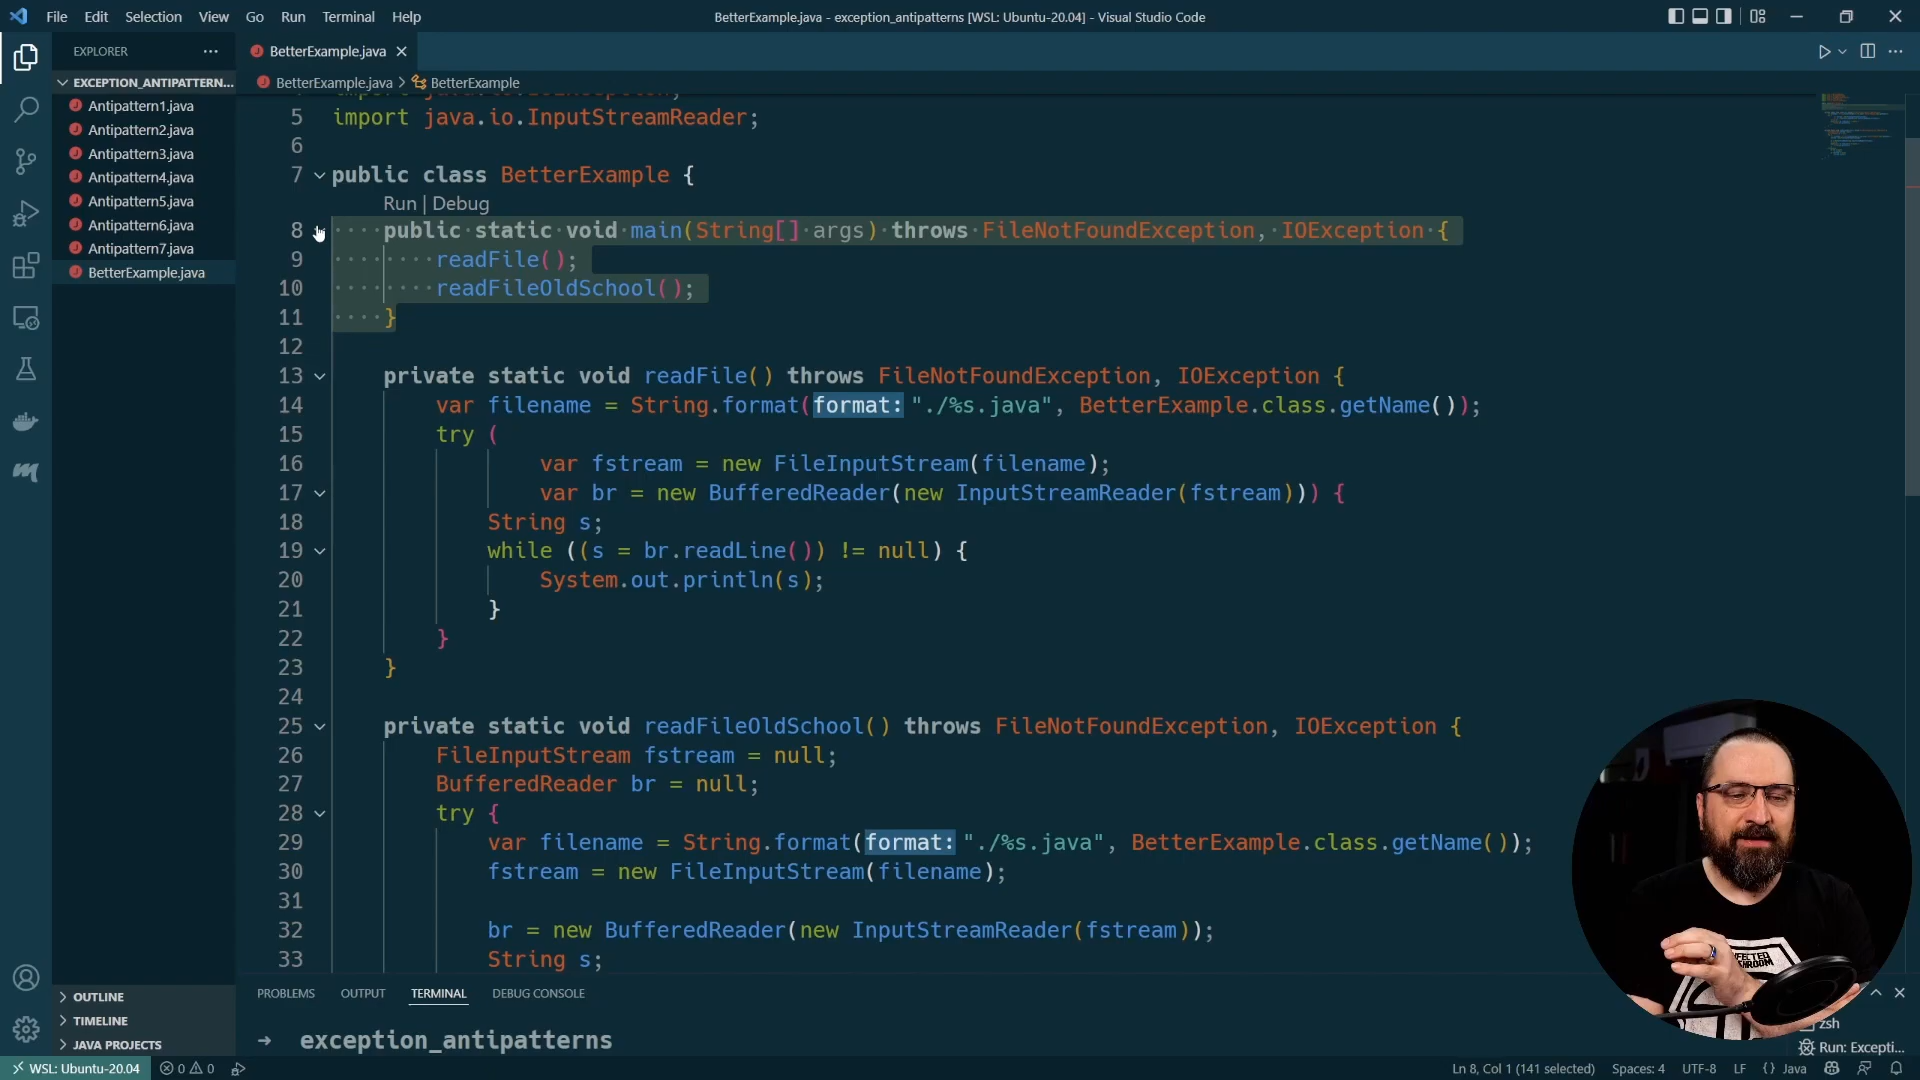 File Edit Selection View Go Run Terminal Help
BetterExample.java - exception_antipatterns [WSL: Ubuntu-20.04] - Visual Studio Code
EXPLORER
EXCEPTION_ANTIPATTERN...
Antipattern1.java
Antipattern2.java
Antipattern3.java
Antipattern4.java
Antipattern5.java
Antipattern6.java
Antipattern7.java
BetterExample.java
OUTLINE
TIMELINE
JAVA PROJECTS
BetterExample.java
BetterExample.java > BetterExample
5 import java.io.InputStreamReader;
6
7 public class BetterExample {
Run | Debug
8 public static void main(String[] args) throws FileNotFoundException, IOException {
9 readFile();
10 readFileOldSchool();
11 }
12
13 private static void readFile() throws FileNotFoundException, IOException {
14 var filename = String.format(format: "./%s.java", BetterExample.class.getName());
15 try (
16 var fstream = new FileInputStream(filename);
17 var br = new BufferedReader(new InputStreamReader(fstream))) {
18 String s;
19 while ((s = br.readLine()) != null) {
20 System.out.println(s);
21 }
22 }
23 }
24
25 private static void readFileOldSchool() throws FileNotFoundException, IOException {
26 FileInputStream fstream = null;
27 BufferedReader br = null;
28 try {
29 var filename = String.format(format: "./%s.java", BetterExample.class.getName());
30 fstream = new FileInputStream(filename);
31
32 br = new BufferedReader(new InputStreamReader(fstream));
33 String s;
PROBLEMS OUTPUT TERMINAL DEBUG CONSOLE
→ exception_antipatterns
zsh
Run: Excepti...
WSL: Ubuntu-20.04 0 0
Ln 8, Col 1 (141 selected) Spaces: 4 UTF-8 LF {} Java